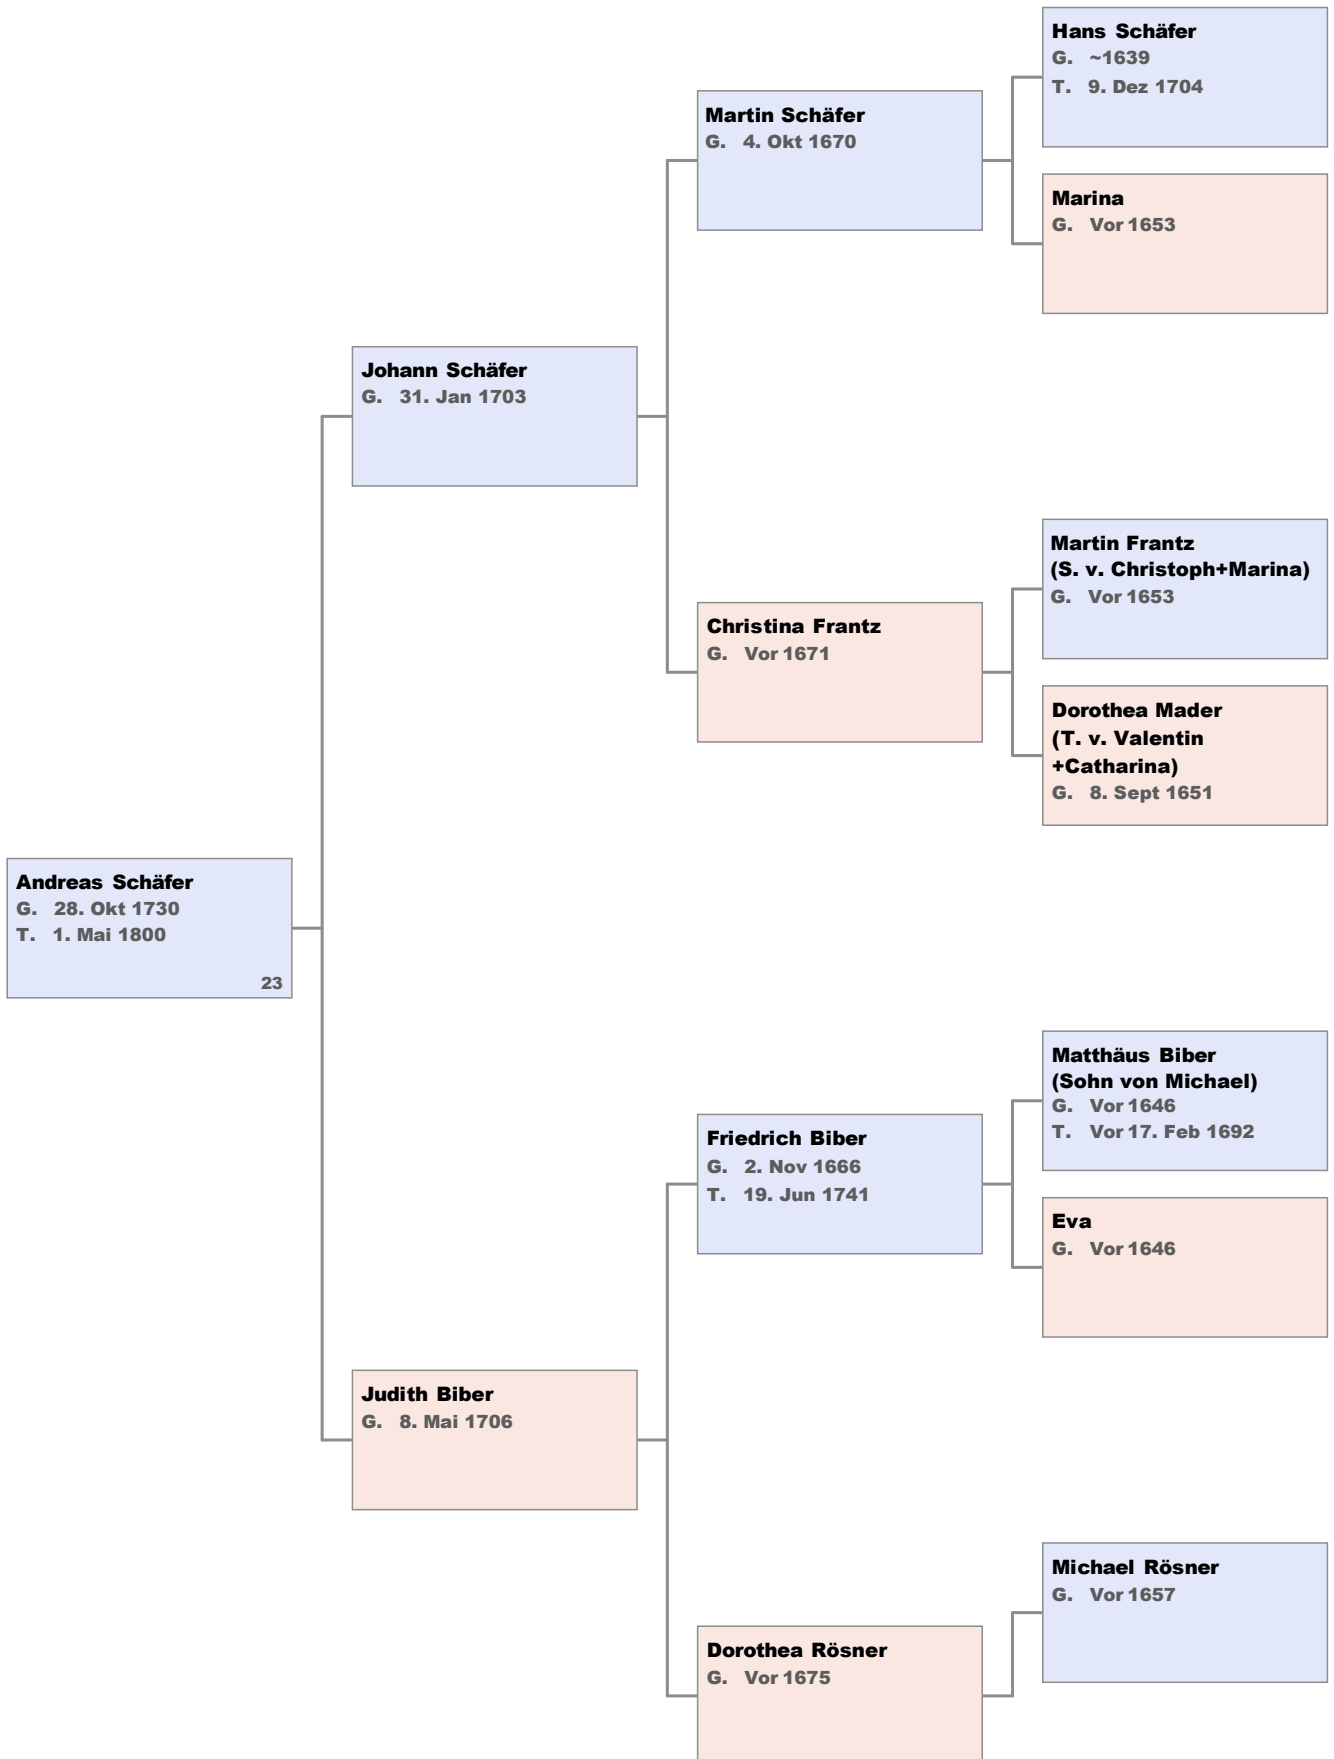 Hans Schäfer
G. ~1639
T. 9. Dez 1704
Martin Schäfer
G. 4. Okt 1670
Marina
G. Vor 1653
Johann Schäfer
G. 31. Jan 1703
Martin Frantz
(S. v. Christoph+Marina)
G. Vor 1653
Christina Frantz
G. Vor 1671
Dorothea Mader
(T. v. Valentin
+Catharina)
G. 8. Sept 1651
Andreas Schäfer
G. 28. Okt 1730
T. 1. Mai 1800
23
Matthäus Biber
(Sohn von Michael)
G. Vor 1646
T. Vor 17. Feb 1692
Friedrich Biber
G. 2. Nov 1666
T. 19. Jun 1741
Eva
G. Vor 1646
Judith Biber
G. 8. Mai 1706
Michael Rösner
G. Vor 1657
Dorothea Rösner
G. Vor 1675